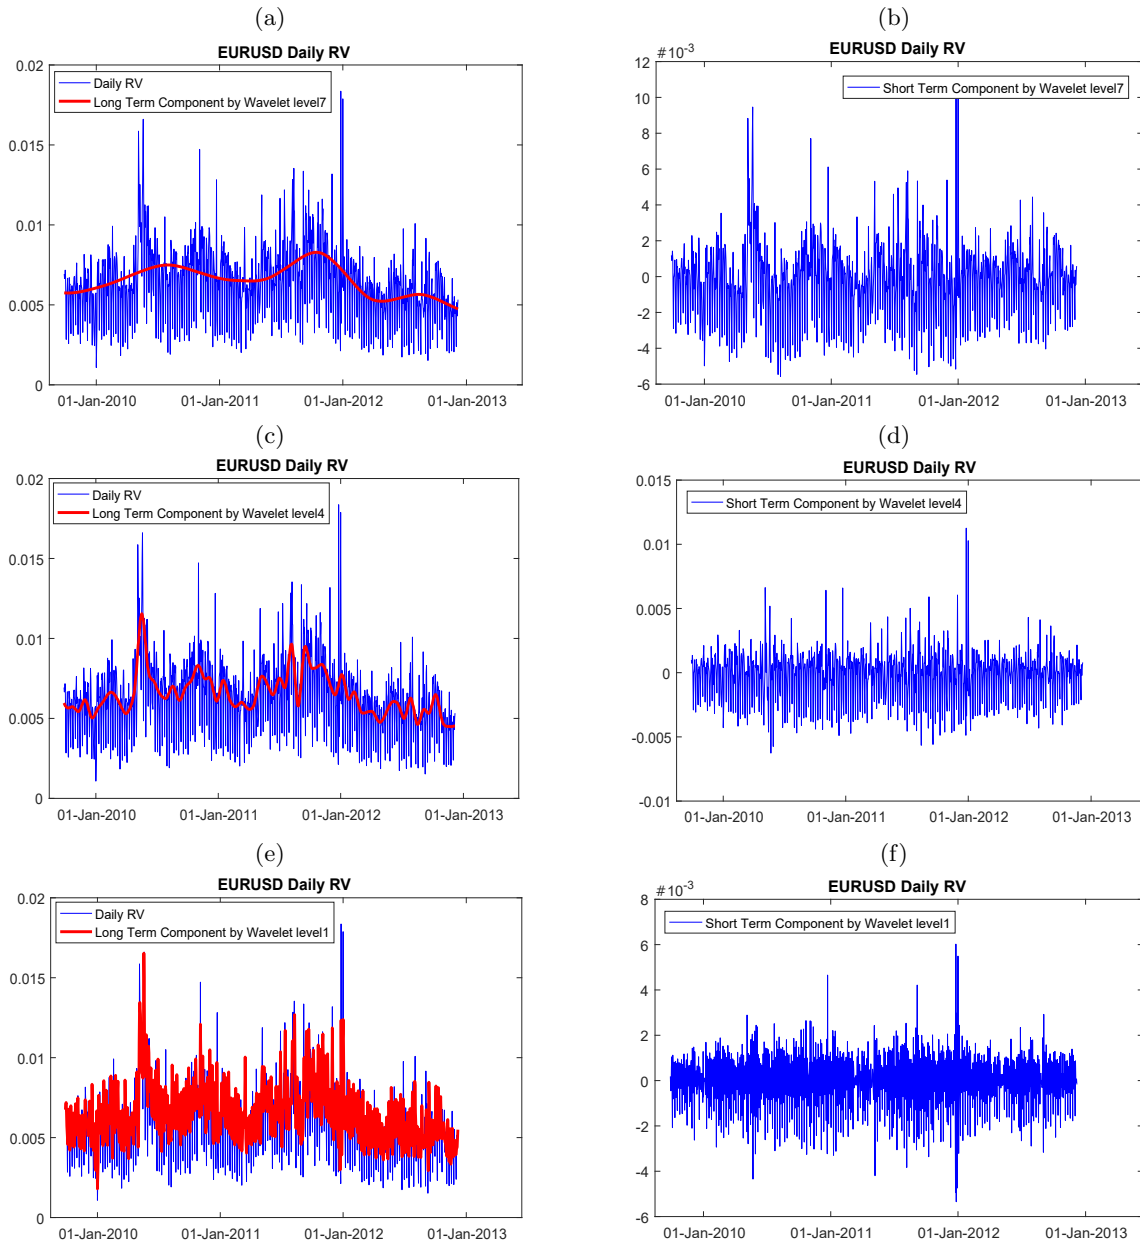 (a)
EURUSD Daily RV
Daily RV
Long Term Component by Wavelet level7
0.02
0.015
0.01
0.005
0
01-Jan-2010 01-Jan-2011 01-Jan-2012 01-Jan-2013
(b)
#10-3 EURUSD Daily RV
Short Term Component by Wavelet level7
12
10
8
6
4
2
0
-2
-4
-6
01-Jan-2010 01-Jan-2011 01-Jan-2012 01-Jan-2013
(c)
EURUSD Daily RV
Daily RV
Long Term Component by Wavelet level4
0.02
0.015
0.01
0.005
0
01-Jan-2010 01-Jan-2011 01-Jan-2012 01-Jan-2013
(d)
EURUSD Daily RV
Short Term Component by Wavelet level4
0.015
0.01
0.005
0
-0.005
-0.01
01-Jan-2010 01-Jan-2011 01-Jan-2012 01-Jan-2013
(e)
EURUSD Daily RV
Daily RV
Long Term Component by Wavelet level1
0.02
0.015
0.01
0.005
0
01-Jan-2010 01-Jan-2011 01-Jan-2012 01-Jan-2013
(f)
#10-3 EURUSD Daily RV
Short Term Component by Wavelet level1
8
6
4
2
0
-2
-4
-6
01-Jan-2010 01-Jan-2011 01-Jan-2012 01-Jan-2013